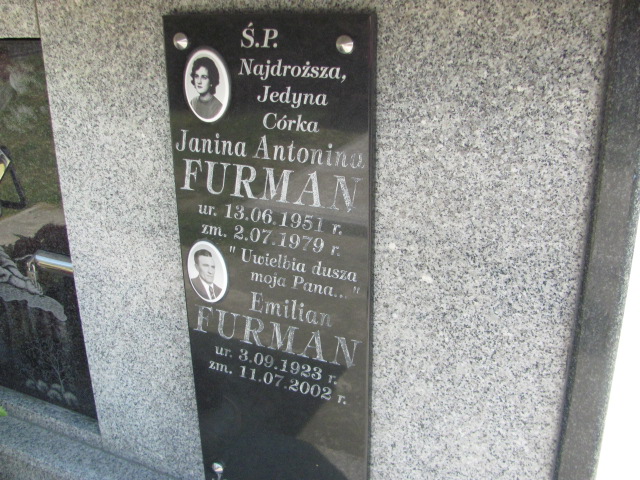 Ś.P.
Najdroższa,
Jedyna
Córka
Janina Antonina
FURMAN
ur. 13.06.1951 r.
zm. 2.07.1979 r.
"Uwielbia dusza
moja Pana..."
Emilian
FURMAN
ur. 3.09.1923 r.
zm. 11.07.2002 r.